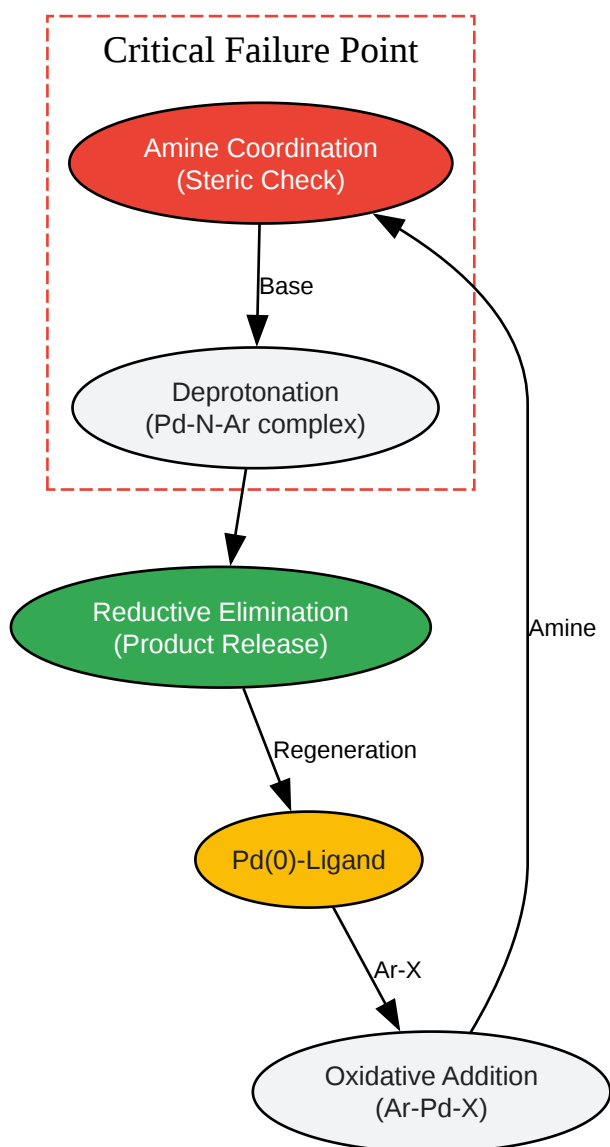 Critical Failure Point
Amine Coordination
(Steric Check)
Base
Deprotonation
(Pd-N-Ar complex)
Reductive Elimination
(Product Release)
Amine
Regeneration
Pd(0)-Ligand
Ar-X
Oxidative Addition
(Ar-Pd-X)